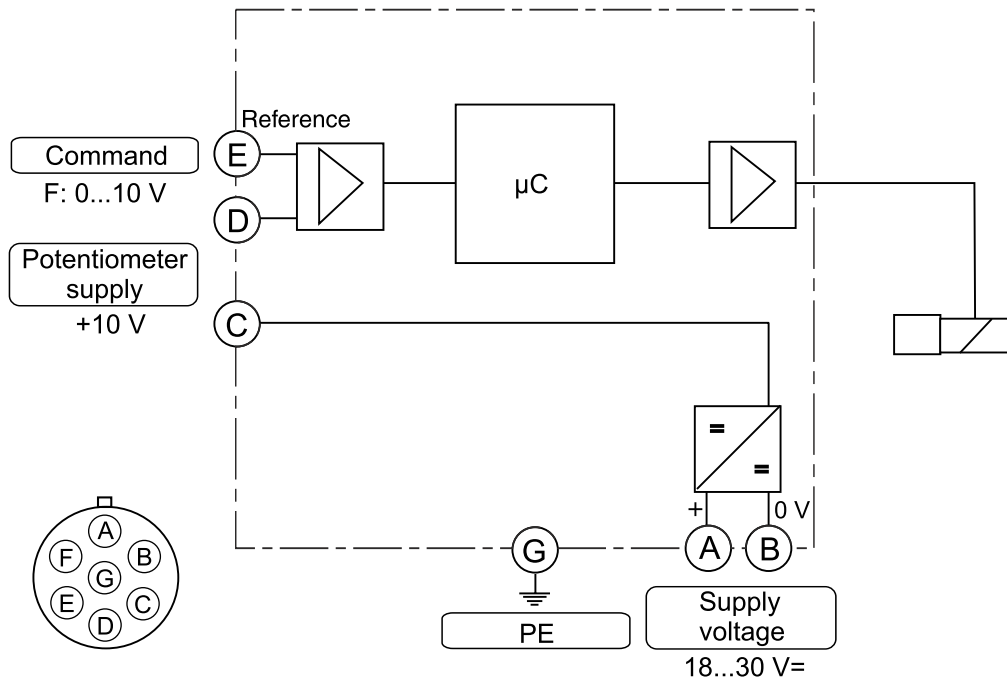 Reference
Command
E
F: 0...10 V
µC
D
Potentiometer
supply
+10 V
C
=
=
+
0 V
A
F
B
G
E
C
D
G
A
B
PE
Supply
voltage
18...30 V=